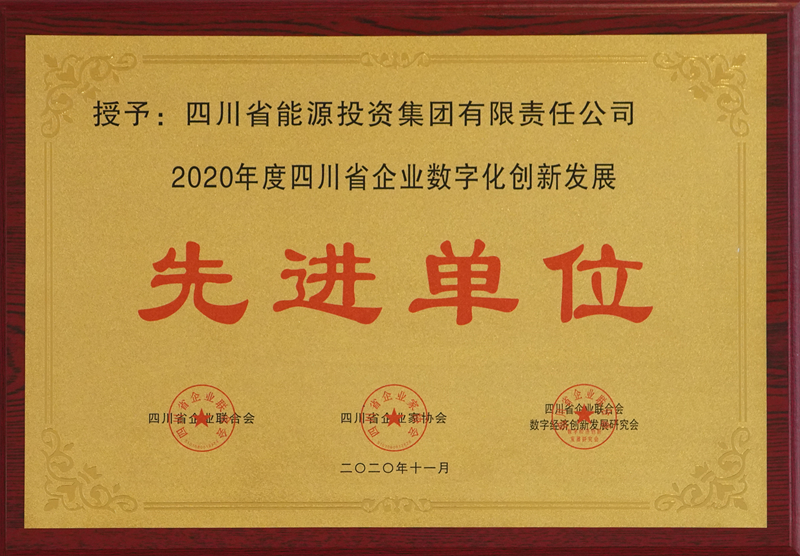 授予：四川省能源投资集团有限责任公司
2020年度四川省企业数字化创新发展
先进单位
四川省企业联合会
四川省企业家协会
四川省企业联合会
数字经济创新发展研究会
二〇二〇年十一月